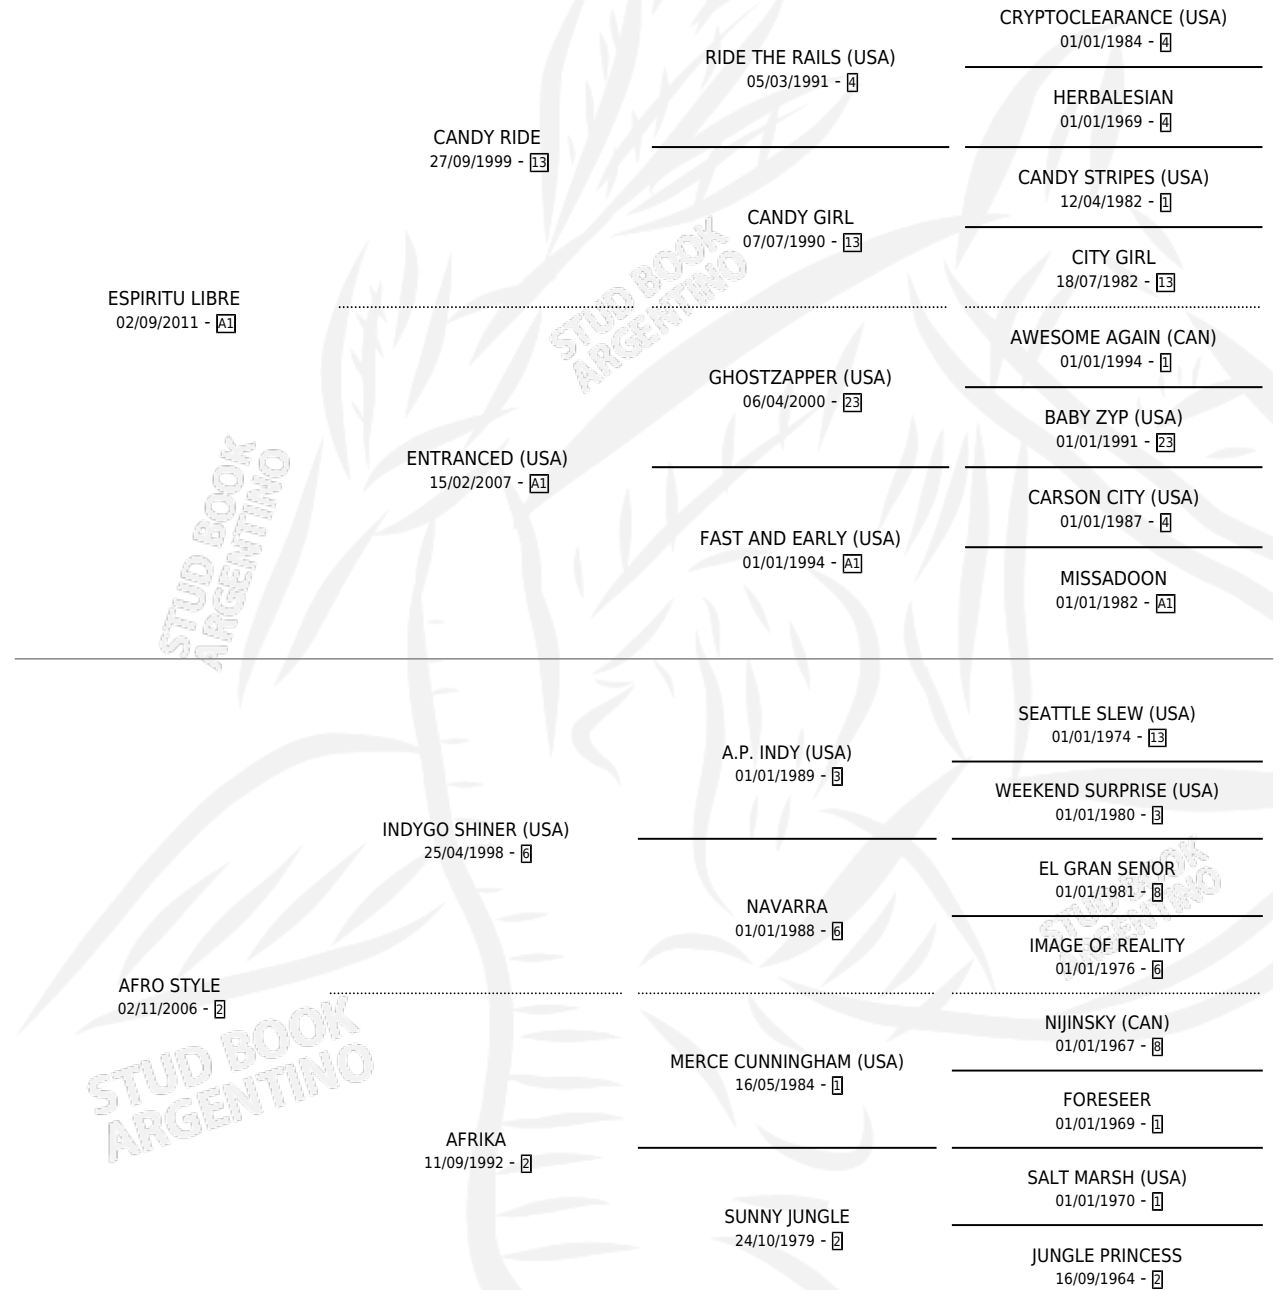 CRYPTOCLEARANCE (USA)
01/01/1984 - 4
RIDE THE RAILS (USA)
05/03/1991 - 4
HERBALESIAN
01/01/1969 - 4
CANDY RIDE
27/09/1999 - 13
CANDY STRIPES (USA)
12/04/1982 - 1
CANDY GIRL
07/07/1990 - 13
CITY GIRL
18/07/1982 - 13
ESPIRITU LIBRE
02/09/2011 - A1
AWESOME AGAIN (CAN)
01/01/1994 - 1
GHOSTZAPPER (USA)
06/04/2000 - 23
BABY ZYP (USA)
01/01/1991 - 23
ENTRANCED (USA)
15/02/2007 - A1
CARSON CITY (USA)
01/01/1987 - 4
FAST AND EARLY (USA)
01/01/1994 - A1
MISSADOON
01/01/1982 - A1
SEATTLE SLEW (USA)
01/01/1974 - 13
A.P. INDY (USA)
01/01/1989 - 3
WEEKEND SURPRISE (USA)
01/01/1980 - 3
INDYGO SHINER (USA)
25/04/1998 - 6
EL GRAN SENOR
01/01/1981 - 8
NAVARRA
01/01/1988 - 6
IMAGE OF REALITY
01/01/1976 - 6
AFRO STYLE
02/11/2006 - 2
NIJINSKY (CAN)
01/01/1967 - 8
MERCE CUNNINGHAM (USA)
16/05/1984 - 1
FORESEER
01/01/1969 - 1
AFRIKA
11/09/1992 - 2
SALT MARSH (USA)
01/01/1970 - 1
SUNNY JUNGLE
24/10/1979 - 2
JUNGLE PRINCESS
16/09/1964 - 2
STUD BOOK
ARGENTINO
STUD BOOK
ARGENTINO
STUD BOOK
ARGENTINO
STUD BOOK
ARGENTINO